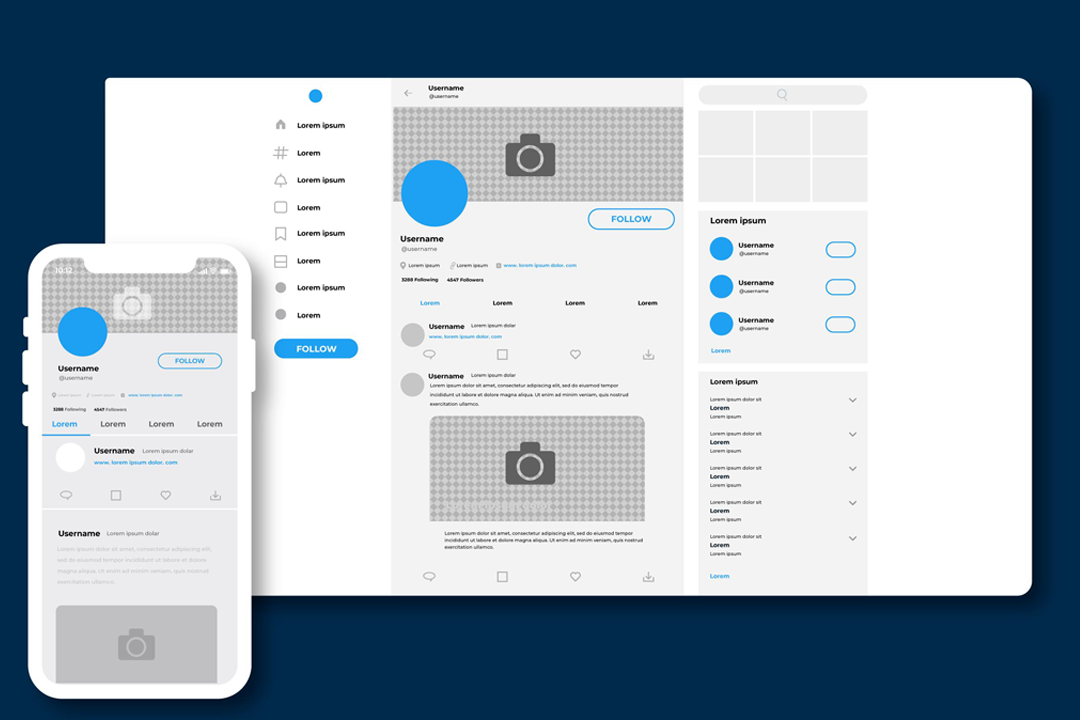 Lorem ipsum
Lorem
Lorem ipsum
Lorem
Lorem ipsum
Lorem
Lorem ipsum
Lorem
FOLLOW
Username
@username
FOLLOW
Username
@username
Lorem ipsum Lorem ipsum www. lorem ipsum dolor. com
3288 Following 4547 Followers
Lorem Lorem Lorem Lorem
Username Lorem ipsum dolar
www. lorem ipsum dolor. com
Username Lorem ipsum dolar
Lorem ipsum dolor sit amet, consectetur adipiscing elit, sed do eiusmod tempor
incididunt ut labore et dolore magna aliqua. Ut enim ad minim veniam, quis nostrud
exercitation ullamco.
Lorem ipsum dolor sit amet, consectetur adipiscing elit, sed do eiusmod tempor
incididunt ut labore et dolore magna aliqua. Ut enim ad minim veniam, quis nostrud
exercitation ullamco.
Lorem ipsum
Username
@username
Username
@username
Username
@username
Lorem
Lorem ipsum
Lorem ipsum dolor sit
Lorem
Lorem ipsum
Lorem ipsum dolor sit
Lorem
Lorem ipsum
Lorem ipsum dolor sit
Lorem
Lorem ipsum
Lorem ipsum dolor sit
Lorem
Lorem ipsum
Lorem ipsum dolor sit
Lorem
Lorem ipsum
Lorem
FOLLOW
Username
@username
Lorem ipsum Lorem ipsum www. lorem ipsum dolor. com
3288 Following 4547 Followers
Lorem Lorem Lorem Lorem
Username Lorem ipsum dolar
www. lorem ipsum dolor. com
Username Lorem ipsum dolar
Lorem ipsum dolor sit amet, consectetur adipiscing elit,
sed do eiusmod tempor incididunt ut labore et dolore
magna aliqua. Ut enim ad minim veniam, quis nostrud
exercitation ullamco.